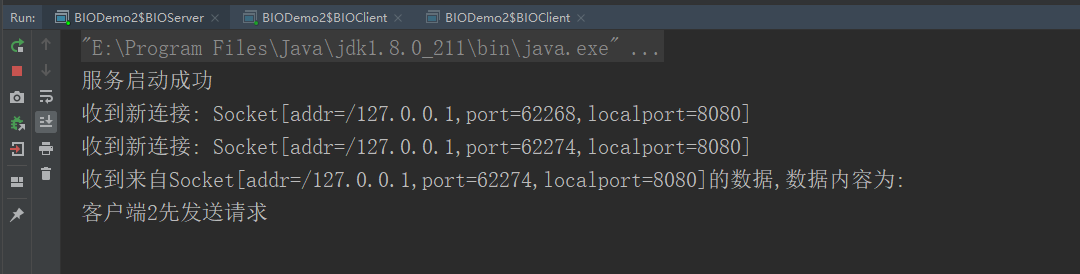 Run: BIODemo2$BIOServer × BIODemo2$BIOClient × BIODemo2$BIOClient ×
"E:\Program Files\Java\jdk1.8.0_211\bin\java.exe" ...
服务启动成功
收到新连接: Socket[addr=/127.0.0.1,port=62268,localport=8080]
收到新连接: Socket[addr=/127.0.0.1,port=62274,localport=8080]
收到来自Socket[addr=/127.0.0.1,port=62274,localport=8080]的数据,数据内容为:
客户端2先发送请求